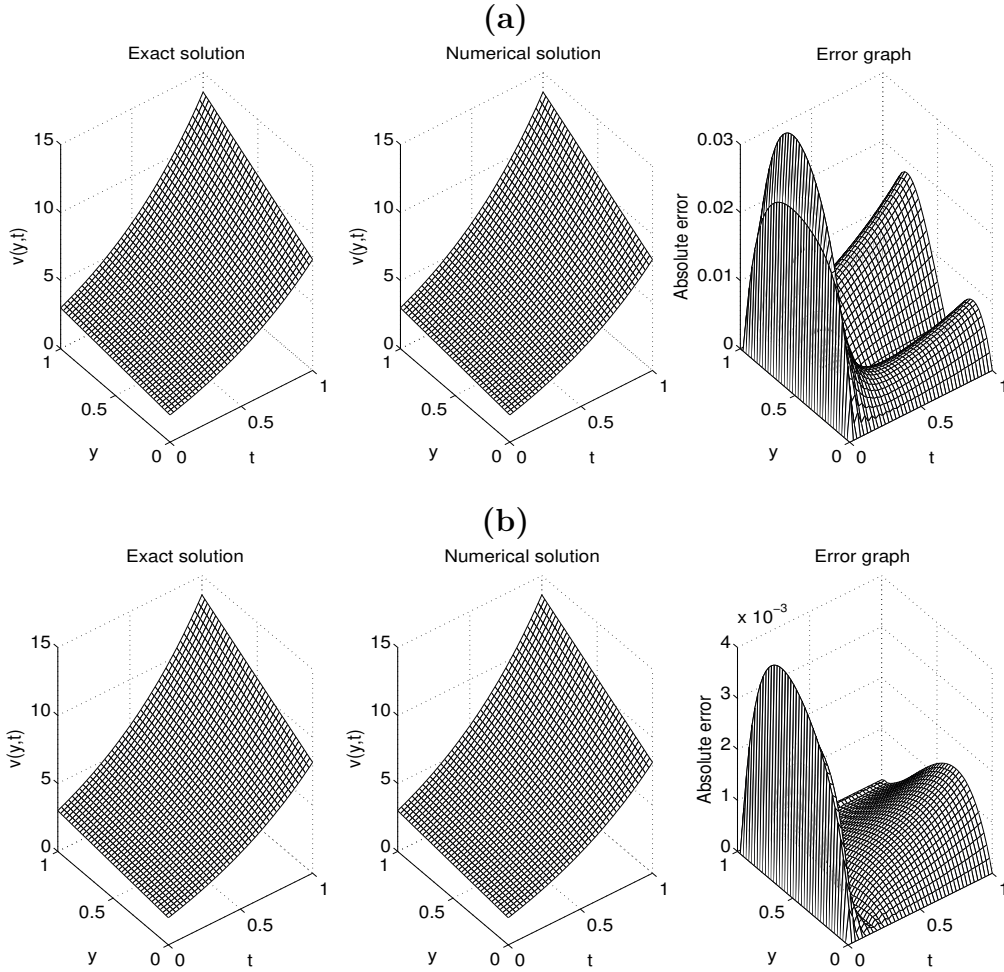 (a)
Exact solution
Numerical solution
Error graph
15
10
5
0
v(y,t)
1
0.5
0
y
0
0.5
1
t
15
10
5
0
v(y,t)
1
0.5
0
y
0
0.5
1
t
0.03
0.02
0.01
0
Absolute error
1
0.5
0
y
0
0.5
1
t
(b)
Exact solution
Numerical solution
Error graph
15
10
5
0
v(y,t)
1
0.5
0
y
0
0.5
1
t
15
10
5
0
v(y,t)
1
0.5
0
y
0
0.5
1
t
x 10⁻³
4
3
2
1
0
Absolute error
1
0.5
0
y
0
0.5
1
t